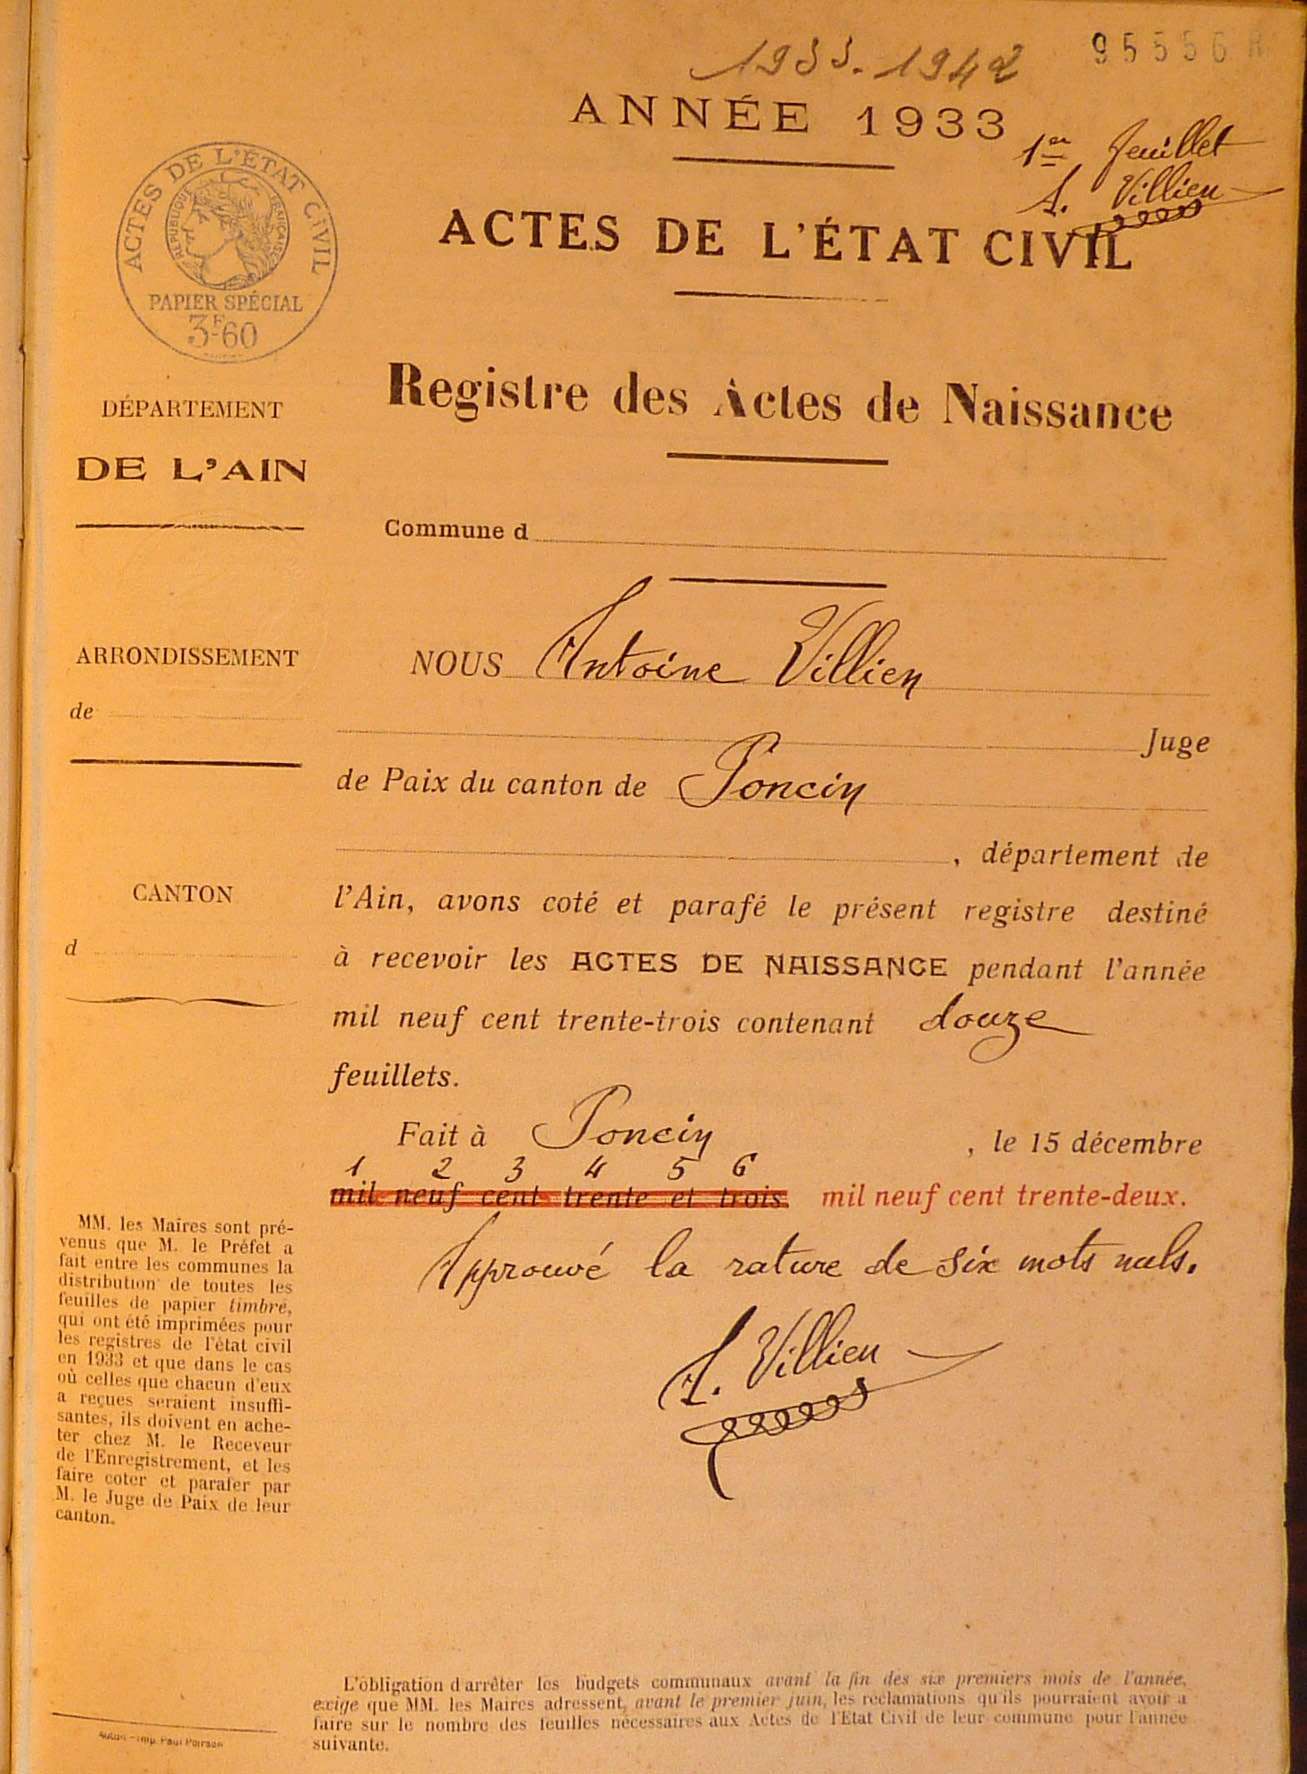 1933-1942
95556
ANNÉE 1933
1er feuillet
A. Villien
ACTES DE L'ÉTAT CIVIL
RÉPUBLIQUE FRANÇAISE
PAPIER SPÉCIAL
3F60
ACTES DE L'ÉTAT CIVIL
Registre des Actes de Naissance
DÉPARTEMENT
DE L'AIN
Commune d
ARRONDISSEMENT
de
NOUS Antoine Villien
Juge
de Paix du canton de Poncin
, département de
CANTON
d
l'Ain, avons coté et parafé le présent registre destiné
à recevoir les ACTES DE NAISSANCE pendant l'année
mil neuf cent trente-trois contenant douze
feuillets.
Fait à Poncin, le 15 décembre
1 2 3 4 5 6
mil neuf cent trente et trois mil neuf cent trente-deux.
Approuvé la rature de six mots nuls.
A. Villien
MM. les Maires sont pré-
venus que M. le Préfet a
fait entre les communes la
distribution de toutes les
feuilles de papier timbré,
qui ont été imprimées pour
les registres de l'état civil
en 1933 et que dans le cas
où celles que chacun d'eux
a reçues seraient insuffi-
santes, ils doivent en ache-
ter chez M. le Receveur
de l'Enregistrement, et les
faire coter et parafer par
M. le Juge de Paix de leur
canton.
L'obligation d'arrêter les budgets communaux avant la fin des six premiers mois de l'année,
exige que MM. les Maires adressent, avant le premier juin, les réclamations qu'ils pourraient avoir a
faire sur le nombre des feuilles nécessaires aux Actes de l'Etat Civil de leur commune pour l'année
suivante.
Autun - Imp. Paul Poirson